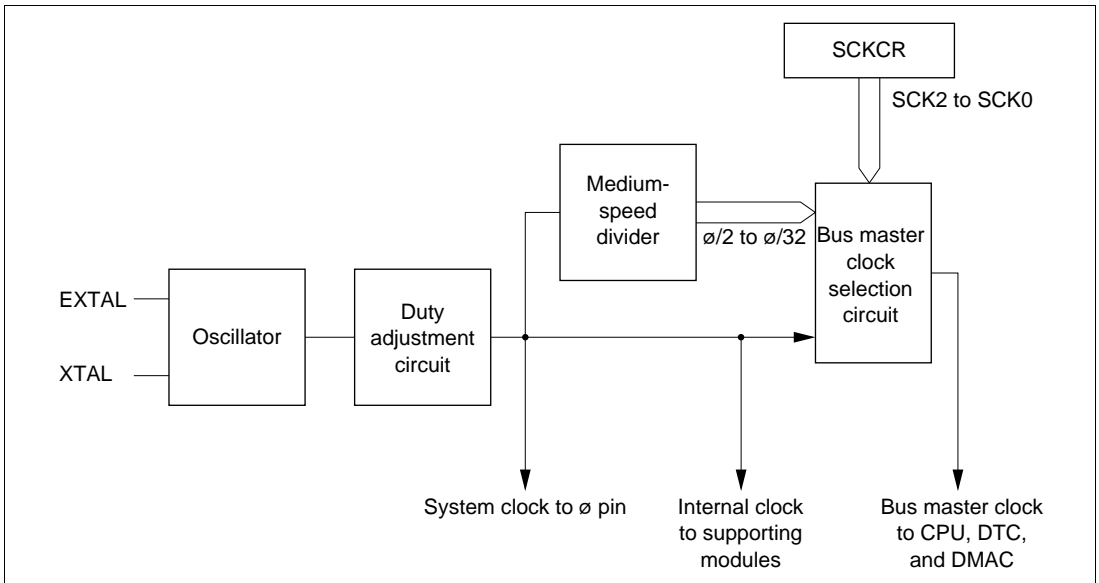 SCKCR
SCK2 to SCK0
Medium-
speed
divider
ø/2 to ø/32
Bus master
clock
selection
circuit
EXTAL
XTAL
Oscillator
Duty
adjustment
circuit
System clock to ø pin
Internal clock
to supporting
modules
Bus master clock
to CPU, DTC,
and DMAC